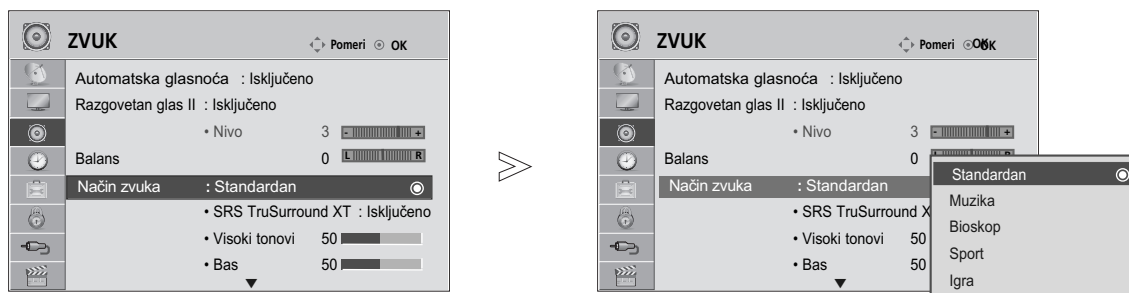 ZVUK
Pomeri OK
Automatska glasnoća : Isključeno
Razgovetan glas II : Isključeno
• Nivo 3 - +
Balans 0 L R
Način zvuka : Standardan
• SRS TruSurround XT : Isključeno
• Visoki tonovi 50
• Bas 50
ZVUK
Pomeri OK
Automatska glasnoća : Isključeno
Razgovetan glas II : Isključeno
• Nivo 3 - +
Balans 0 L R
Način zvuka : Standardan
• SRS TruSurround X
• Visoki tonovi 50
• Bas 50
Standardan
Muzika
Bioskop
Sport
Igra